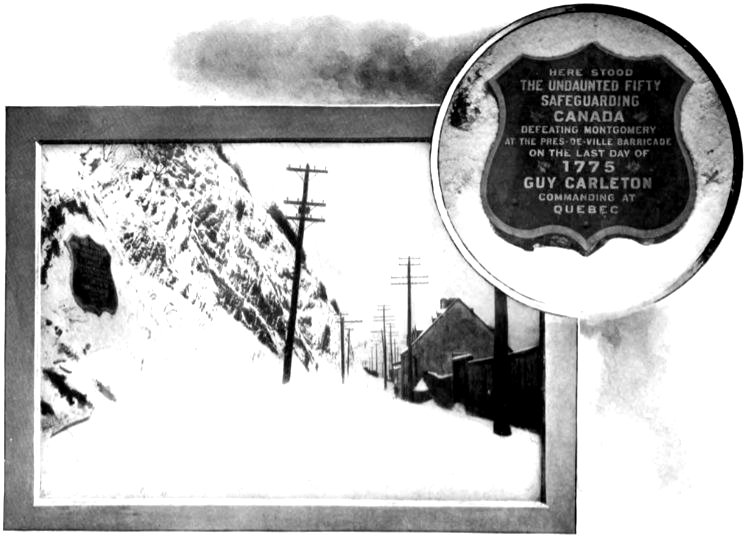 HERE STOOD
THE UNDAUNTED FIFTY
SAFEGUARDING
CANADA
DEFEATING MONTGOMERY
AT THE PRES-DE-VILLE BARRICADE
ON THE LAST DAY OF
1775
GUY CARLETON
COMMANDING AT
QUEBEC